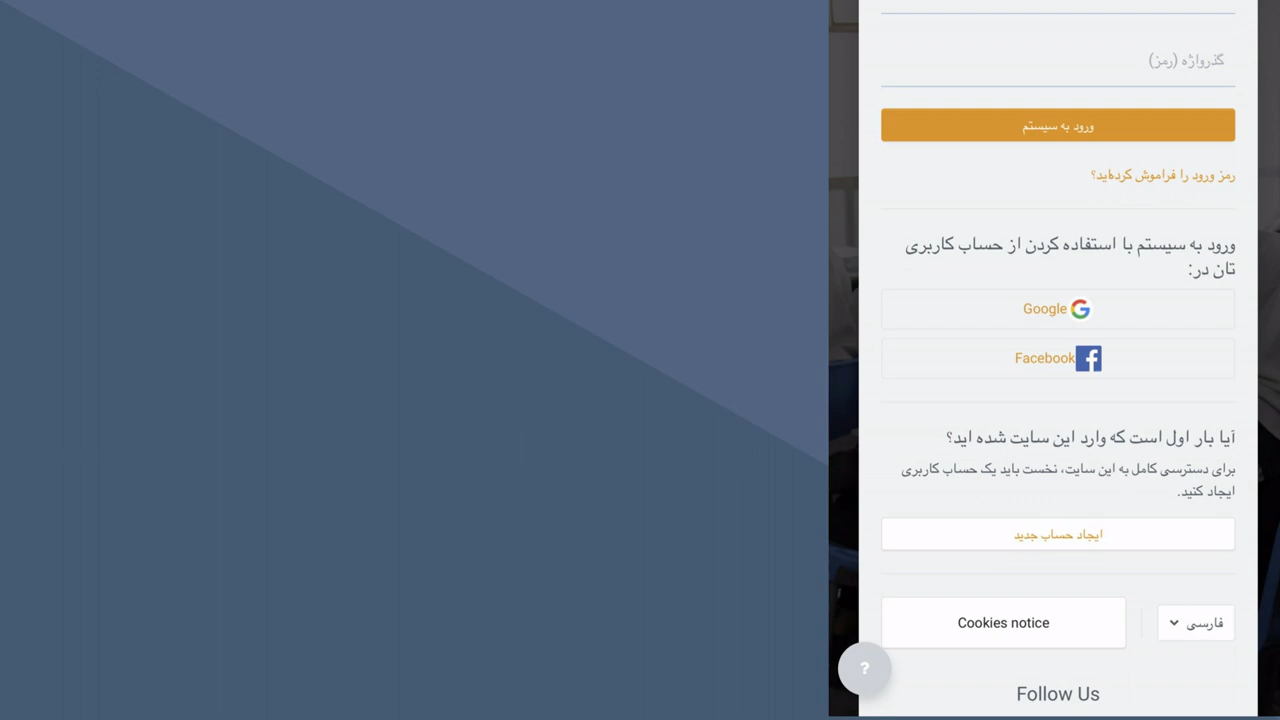 گذرواژه (رمز)
ورود به سیستم
رمز ورود را فراموش کرده‌اید؟
ورود به سیستم با استفاده کردن از حساب کاربری
تان در:
Google
Facebook
آیا بار اول است که وارد این سایت شده اید؟
برای دسترسی کامل به این سایت، نخست باید یک حساب کاربری
ایجاد کنید.
ایجاد حساب جدید
فارسی
Cookies notice
?
Follow Us